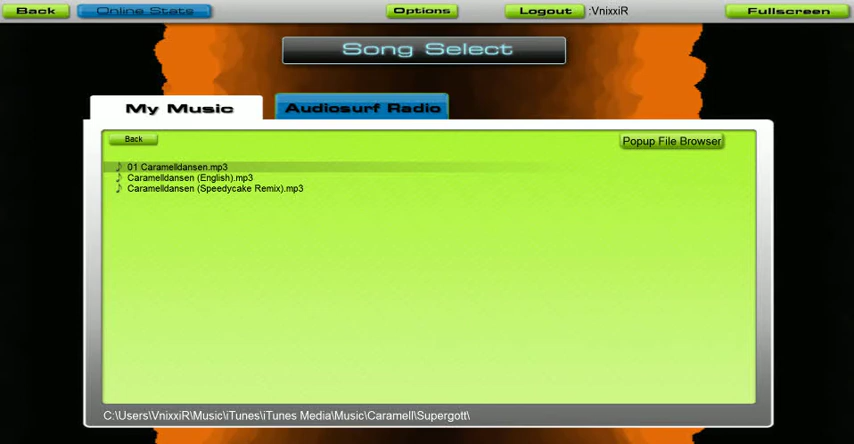 Back
Online Stats
Options
Logout
:VnixxiR
Fullscreen
Song Select
My Music
Audiosurf Radio
Back
Popup File Browser
01 Caramelldansen.mp3
Caramelldansen (English).mp3
Caramelldansen (Speedycake Remix).mp3
C:\Users\VnixxiR\Music\iTunes\iTunes Media\Music\Caramell\Supergott\